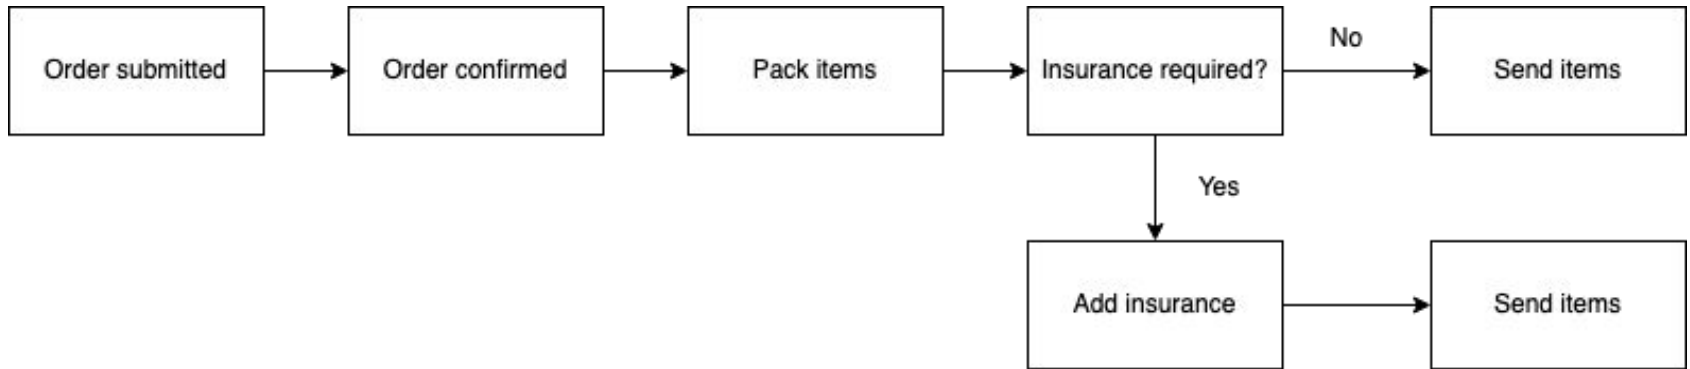 Order submitted
Order confirmed
Pack items
Insurance required?
No
Send items
Yes
Add insurance
Send items